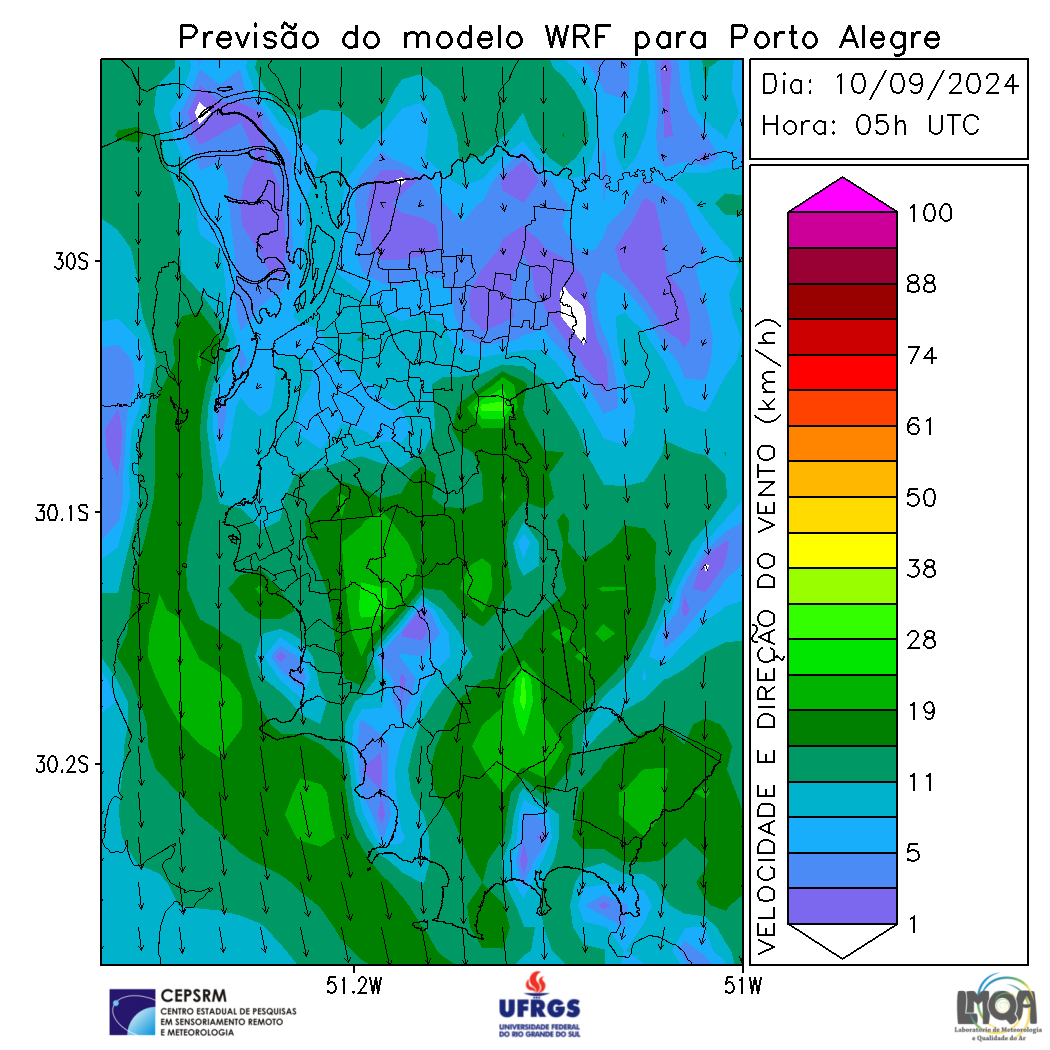 Previsão do modelo WRF para Porto Alegre
Dia: 10/09/2024
Hora: 05h UTC
30S
30.1S
30.2S
51.2W
51W
VELOCIDADE E DIREÇÃO DO VENTO (km/h)
100
88
74
61
50
38
28
19
11
5
1
CEPSRM
CENTRO ESTADUAL DE PESQUISAS
EM SENSORIAMENTO REMOTO
E METEOROLOGIA
UFRGS
UNIVERSIDADE FEDERAL
DO RIO GRANDE DO SUL
LMQA
Laboratório de Meteorologia
e Qualidade do Ar